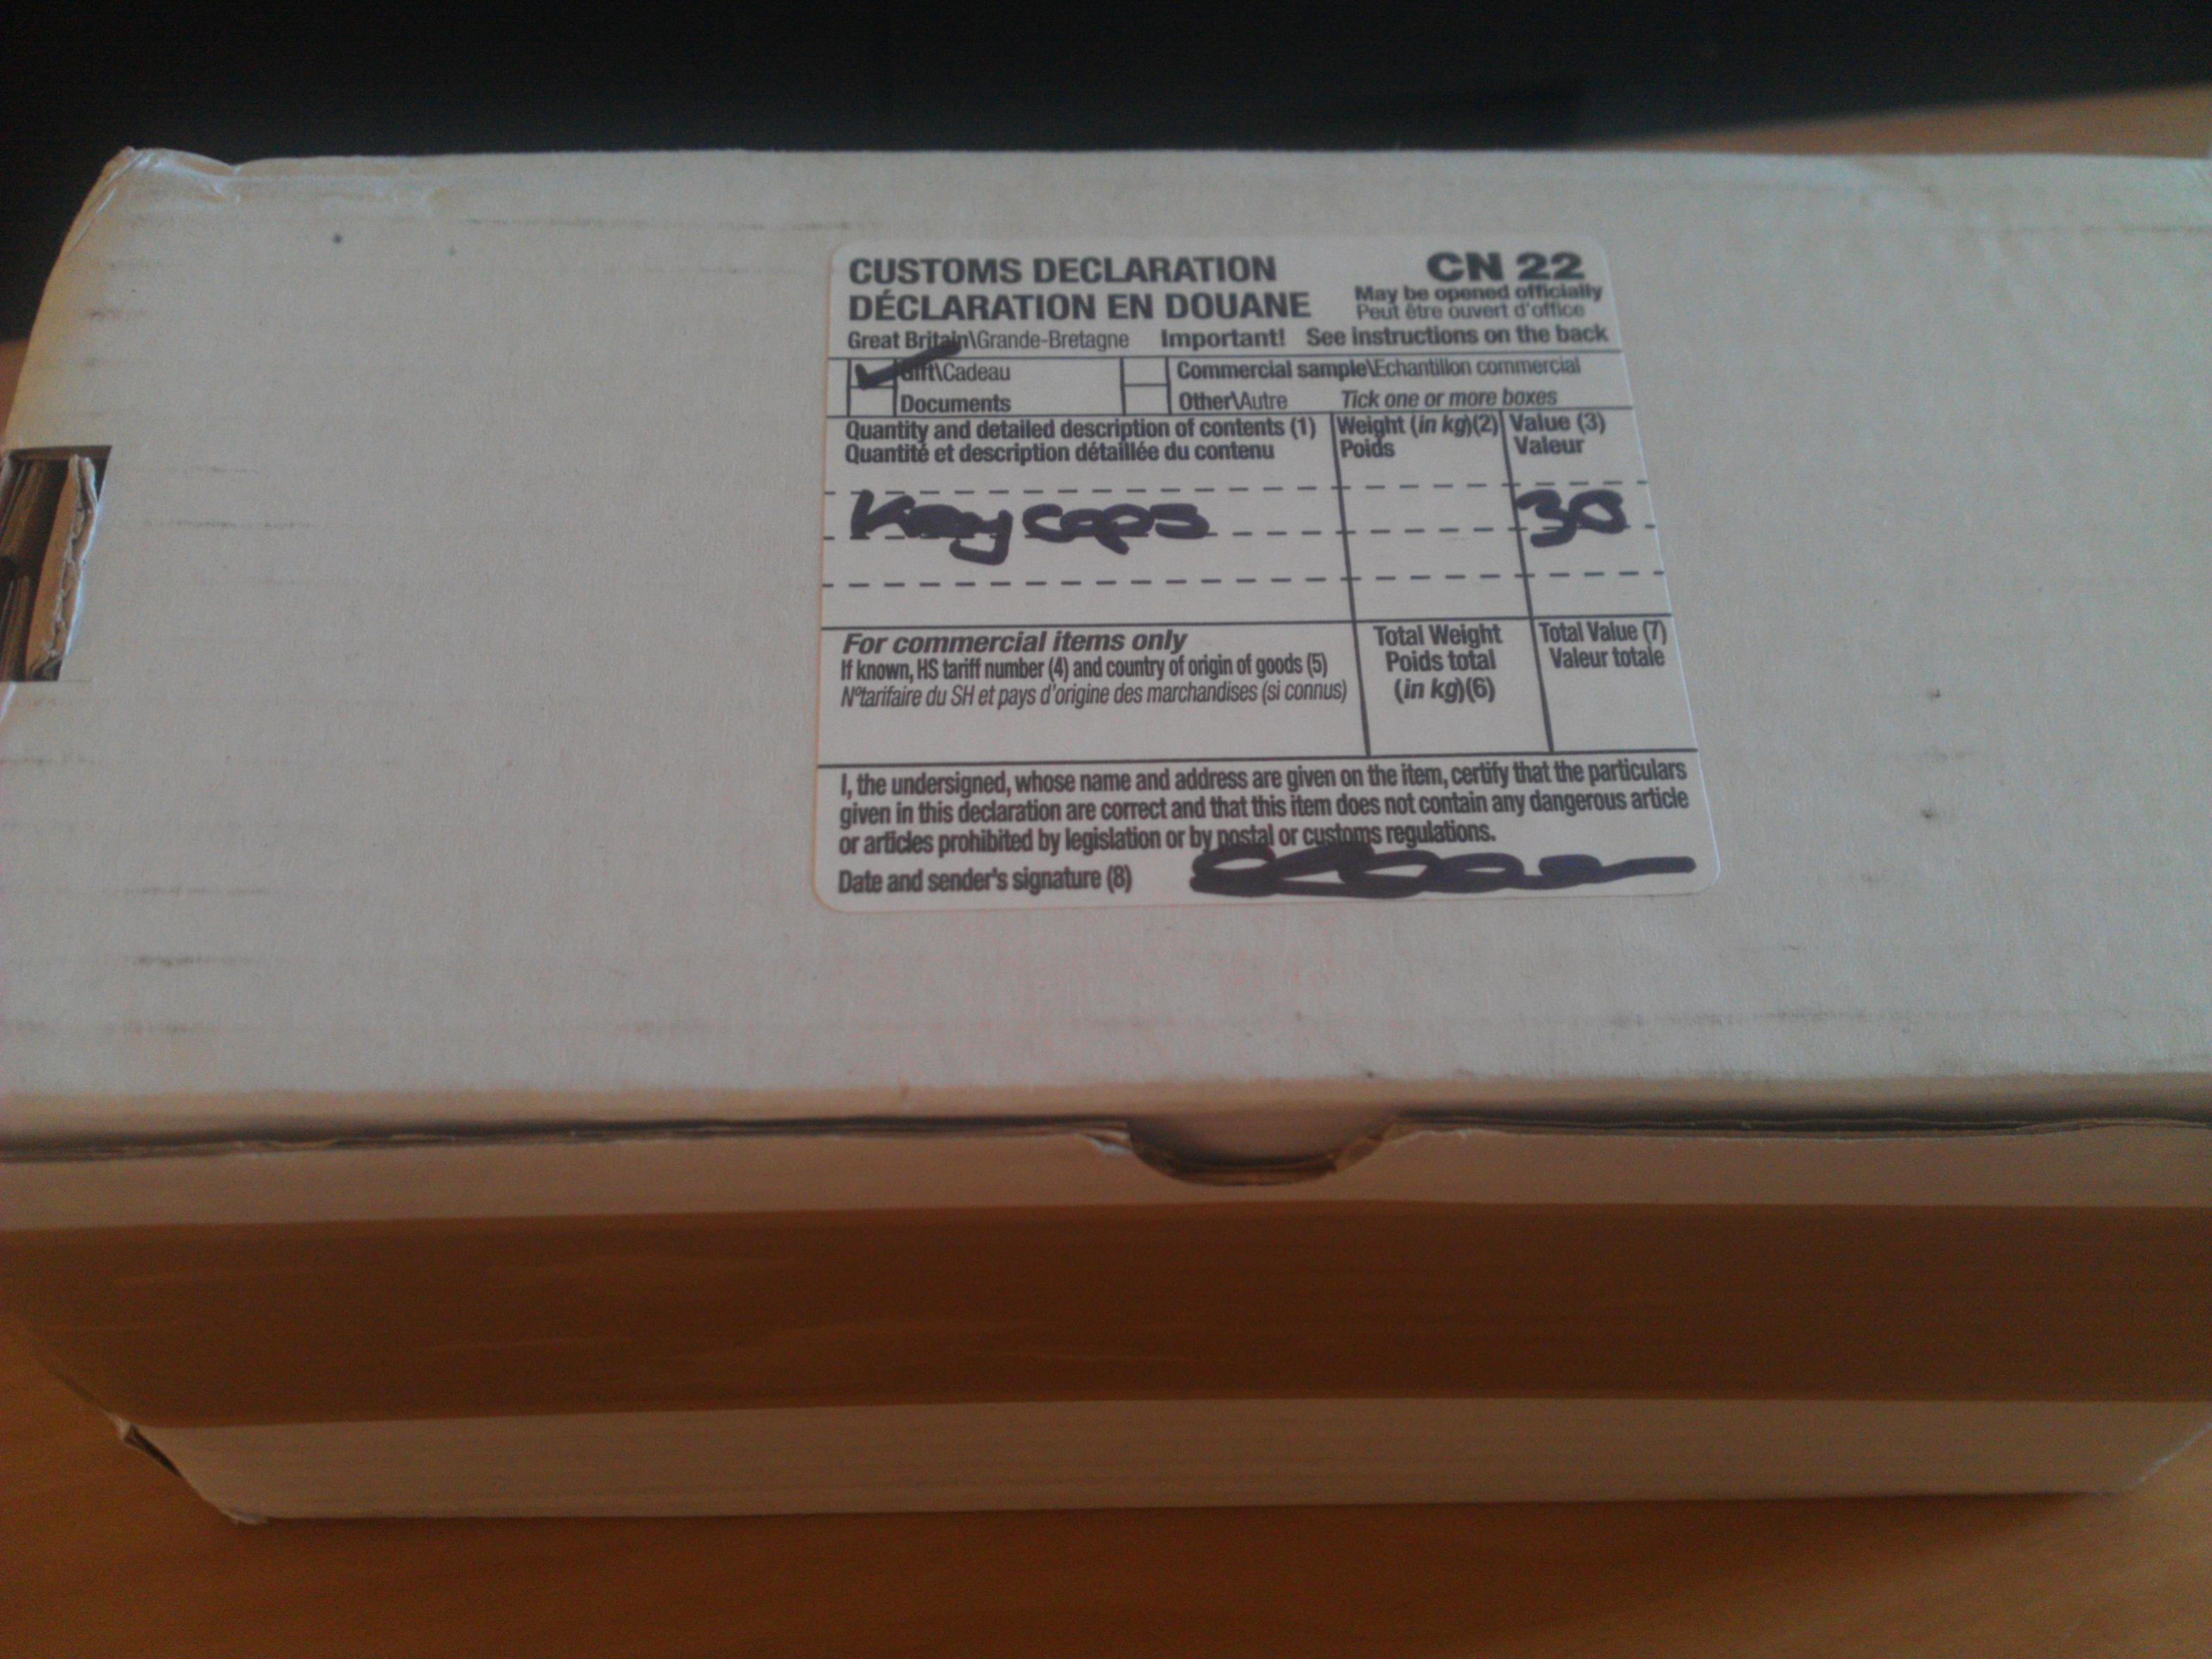 CUSTOMS DECLARATION
DÉCLARATION EN DOUANE
CN 22
May be opened officially
Peut être ouvert d'office
Great Britain\Grande-Bretagne Important! See instructions on the back
Gift\Cadeau Commercial sample\Echantillon commercial
Documents Other\Autre Tick one or more boxes
Quantity and detailed description of contents (1) Weight (in kg)(2) Value (3)
Quantité et description détaillée du contenu Poids Valeur
Key caps 30
For commercial items only
If known, HS tariff number (4) and country of origin of goods (5)
Nºtarifaire du SH et pays d'origine des marchandises (si connus)
Total Weight
Poids total
(in kg)(6)
Total Value (7)
Valeur totale
I, the undersigned, whose name and address are given on the item, certify that the particulars
given in this declaration are correct and that this item does not contain any dangerous article
or articles prohibited by legislation or by postal or customs regulations.
Date and sender's signature (8)